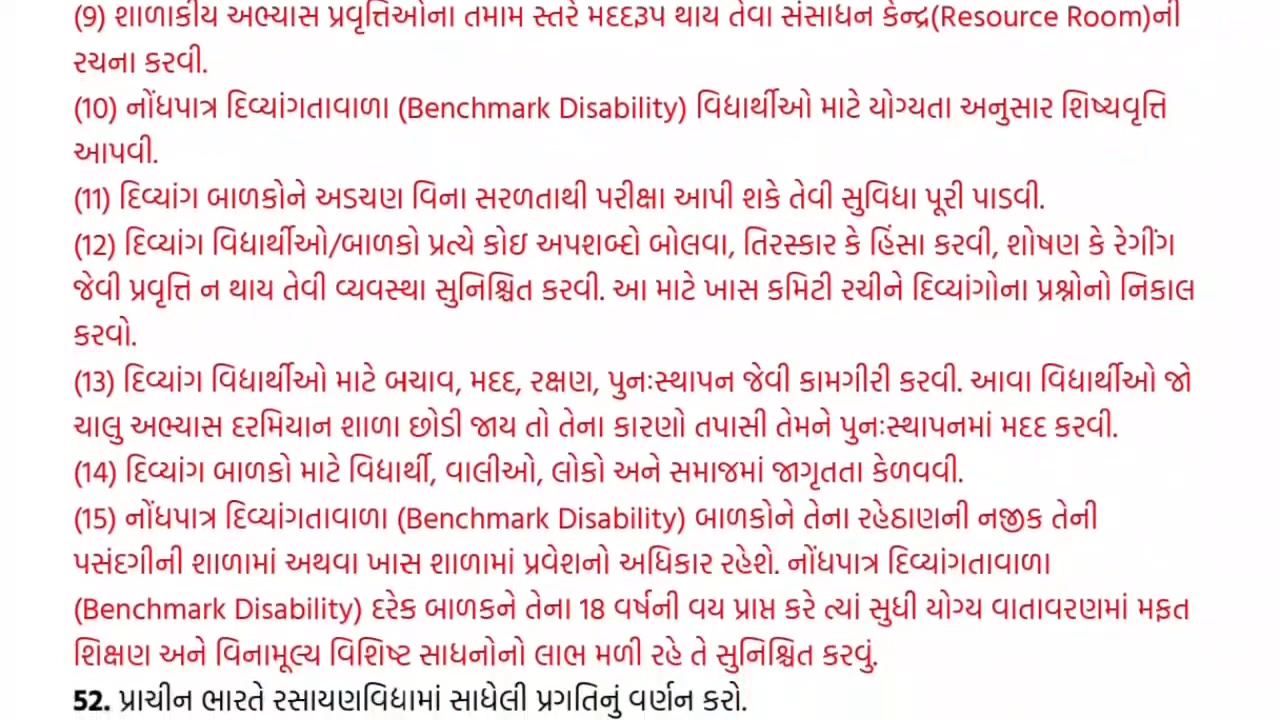 (9) શાળાકીય અભ્યાસ પ્રવૃત્તિઓના તમામ સ્તરે મદદરૂપ થાય તેવા સંસાધન કેન્દ્ર(Resource Room)ની
રચના કરવી.
(10) નોંધપાત્ર દિવ્યાંગતાવાળા (Benchmark Disability) વિદ્યાર્થીઓ માટે યોગ્યતા અનુસાર શિષ્યવૃત્તિ
આપવી.
(11) દિવ્યાંગ બાળકોને અડચણ વિના સરળતાથી પરીક્ષા આપી શકે તેવી સુવિધા પૂરી પાડવી.
(12) દિવ્યાંગ વિદ્યાર્થીઓ/બાળકો પ્રત્યે કોઇ અપશબ્દો બોલવા, તિરસ્કાર કે હિંસા કરવી, શોષણ કે રેગીંગ
જેવી પ્રવૃત્તિ ન થાય તેવી વ્યવસ્થા સુનિશ્ચિત કરવી. આ માટે ખાસ કમિટી રચીને દિવ્યાંગોના પ્રશ્નોનો નિકાલ
કરવો.
(13) દિવ્યાંગ વિદ્યાર્થીઓ માટે બચાવ, મદદ, રક્ષણ, પુનઃસ્થાપન જેવી કામગીરી કરવી. આવા વિદ્યાર્થીઓ જો
ચાલુ અભ્યાસ દરમિયાન શાળા છોડી જાય તો તેના કારણો તપાસી તેમને પુનઃસ્થાપનમાં મદદ કરવી.
(14) દિવ્યાંગ બાળકો માટે વિદ્યાર્થી, વાલીઓ, લોકો અને સમાજમાં જાગૃતતા કેળવવી.
(15) નોંધપાત્ર દિવ્યાંગતાવાળા (Benchmark Disability) બાળકોને તેના રહેઠાણની નજીક તેની
પસંદગીની શાળામાં અથવા ખાસ શાળામાં પ્રવેશનો અધિકાર રહેશે. નોંધપાત્ર દિવ્યાંગતાવાળા
(Benchmark Disability) દરેક બાળકને તેના 18 વર્ષની વય પ્રાપ્ત કરે ત્યાં સુધી યોગ્ય વાતાવરણમાં મફત
શિક્ષણ અને વિનામૂલ્ય વિશિષ્ટ સાધનોનો લાભ મળી રહે તે સુનિશ્ચિત કરવું.
52. પ્રાચીન ભારતે રસાયણવિદ્યામાં સાધેલી પ્રગતિનું વર્ણન કરો.